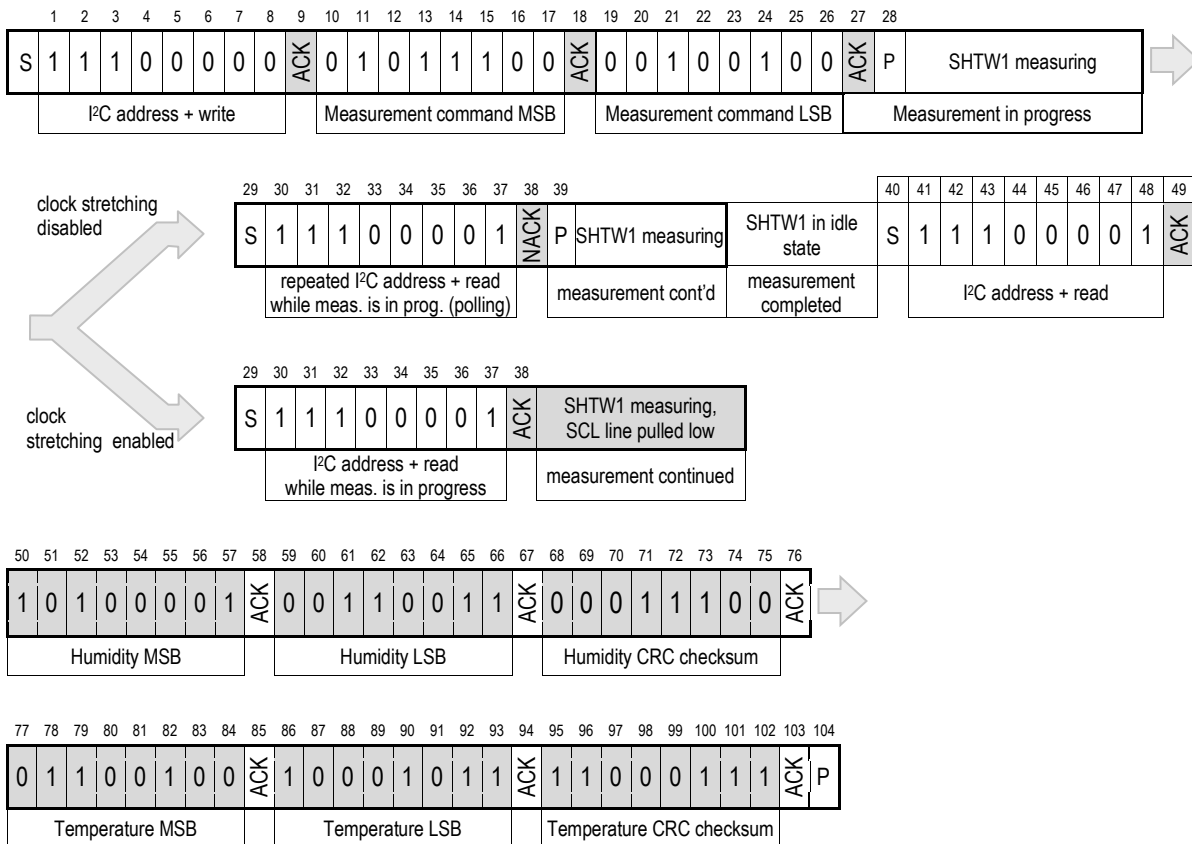 1 2 3 4 5 6 7 8 9 10 11 12 13 14 15 16 17 18 19 20 21 22 23 24 25 26 27 28
S 1 1 1 0 0 0 0 0 ACK 0 1 0 1 1 1 0 0 ACK 0 0 1 0 0 1 0 0 ACK P SHTW1 measuring
I²C address + write Measurement command MSB Measurement command LSB Measurement in progress
clock stretching
disabled
29 30 31 32 33 34 35 36 37 38 39 40 41 42 43 44 45 46 47 48 49
S 1 1 1 0 0 0 0 1 NACK P SHTW1 measuring SHTW1 in idle state S 1 1 1 0 0 0 0 1 ACK
repeated I²C address + read
while meas. is in prog. (polling)
measurement cont'd
measurement
completed
I²C address + read
clock
stretching enabled
29 30 31 32 33 34 35 36 37 38
S 1 1 1 0 0 0 0 1 ACK SHTW1 measuring,
SCL line pulled low
I²C address + read
while meas. is in progress
measurement continued
50 51 52 53 54 55 56 57 58 59 60 61 62 63 64 65 66 67 68 69 70 71 72 73 74 75 76
1 0 1 0 0 0 0 1 ACK 0 0 1 1 0 0 1 1 ACK 0 0 0 1 1 1 0 0 ACK
Humidity MSB Humidity LSB Humidity CRC checksum
77 78 79 80 81 82 83 84 85 86 87 88 89 90 91 92 93 94 95 96 97 98 99 100 101 102 103 104
0 1 1 0 0 1 0 0 ACK 1 0 0 0 1 0 1 1 ACK 1 1 0 0 0 1 1 1 ACK P
Temperature MSB Temperature LSB Temperature CRC checksum